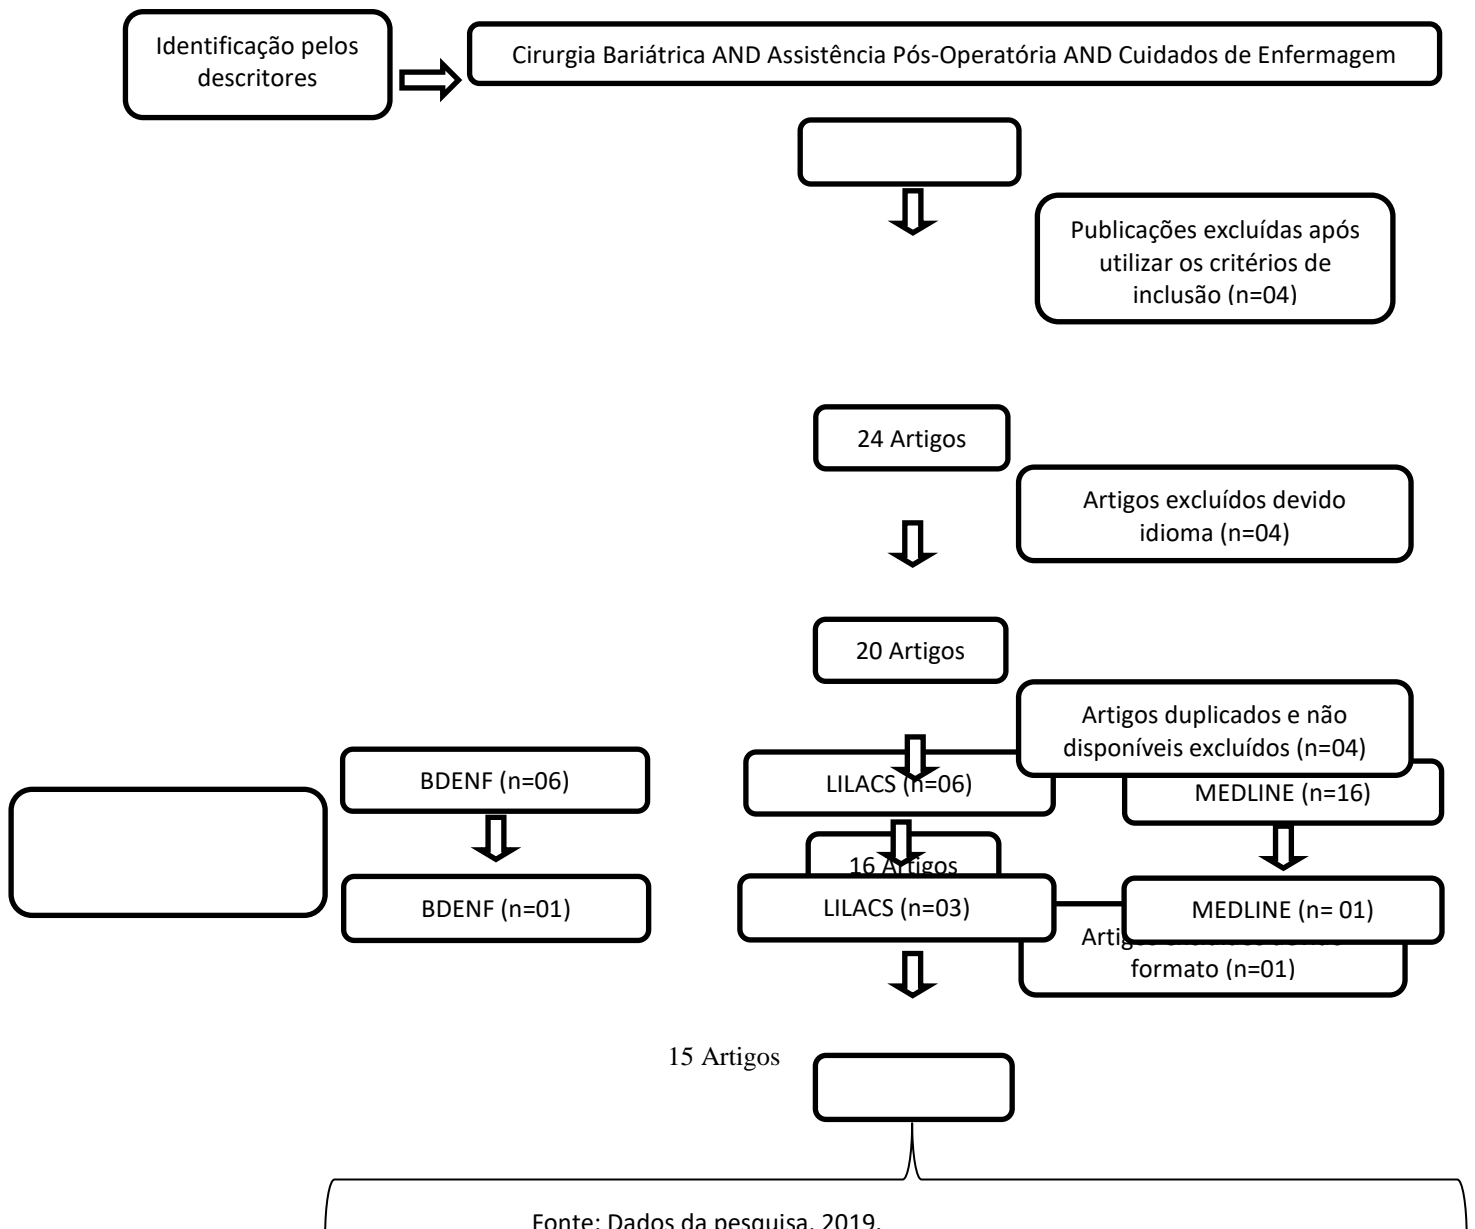 Identificação pelos
descritores
Cirurgia Bariátrica AND Assistência Pós-Operatória AND Cuidados de Enfermagem
Publicações excluídas após
utilizar os critérios de
inclusão (n=04)
24 Artigos
Artigos excluídos devido
idioma (n=04)
20 Artigos
Artigos duplicados e não
disponíveis excluídos (n=04)
BDENF (n=06)
LILACS (n=06)
MEDLINE (n=16)
16 Artigos
BDENF (n=01)
LILACS (n=03)
MEDLINE (n= 01)
formato (n=01)
15 Artigos
Fonte: Dados da pesquisa, 2019.